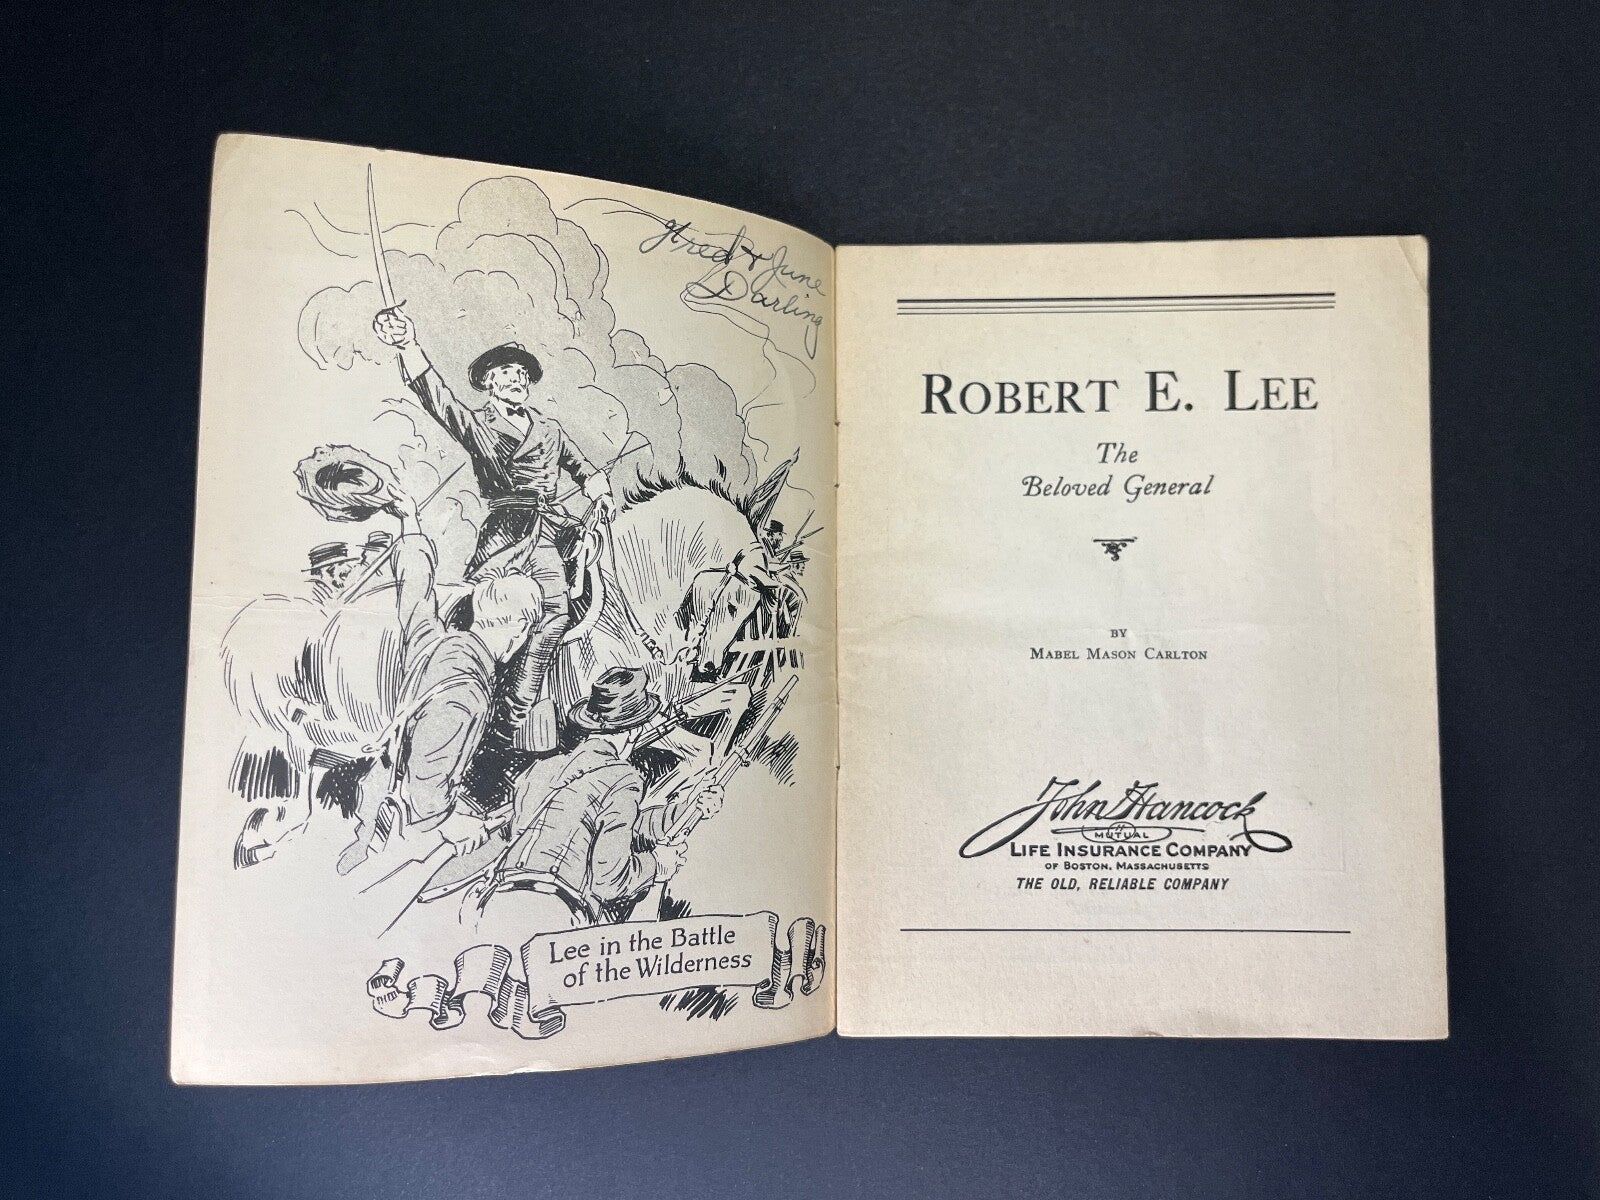 Fred & June
Darling
Lee in the Battle
of the Wilderness
ROBERT E. LEE
The
Beloved General
BY
MABEL MASON CARLTON
John Hancock
MUTUAL
LIFE INSURANCE COMPANY
OF BOSTON, MASSACHUSETTS
THE OLD, RELIABLE COMPANY